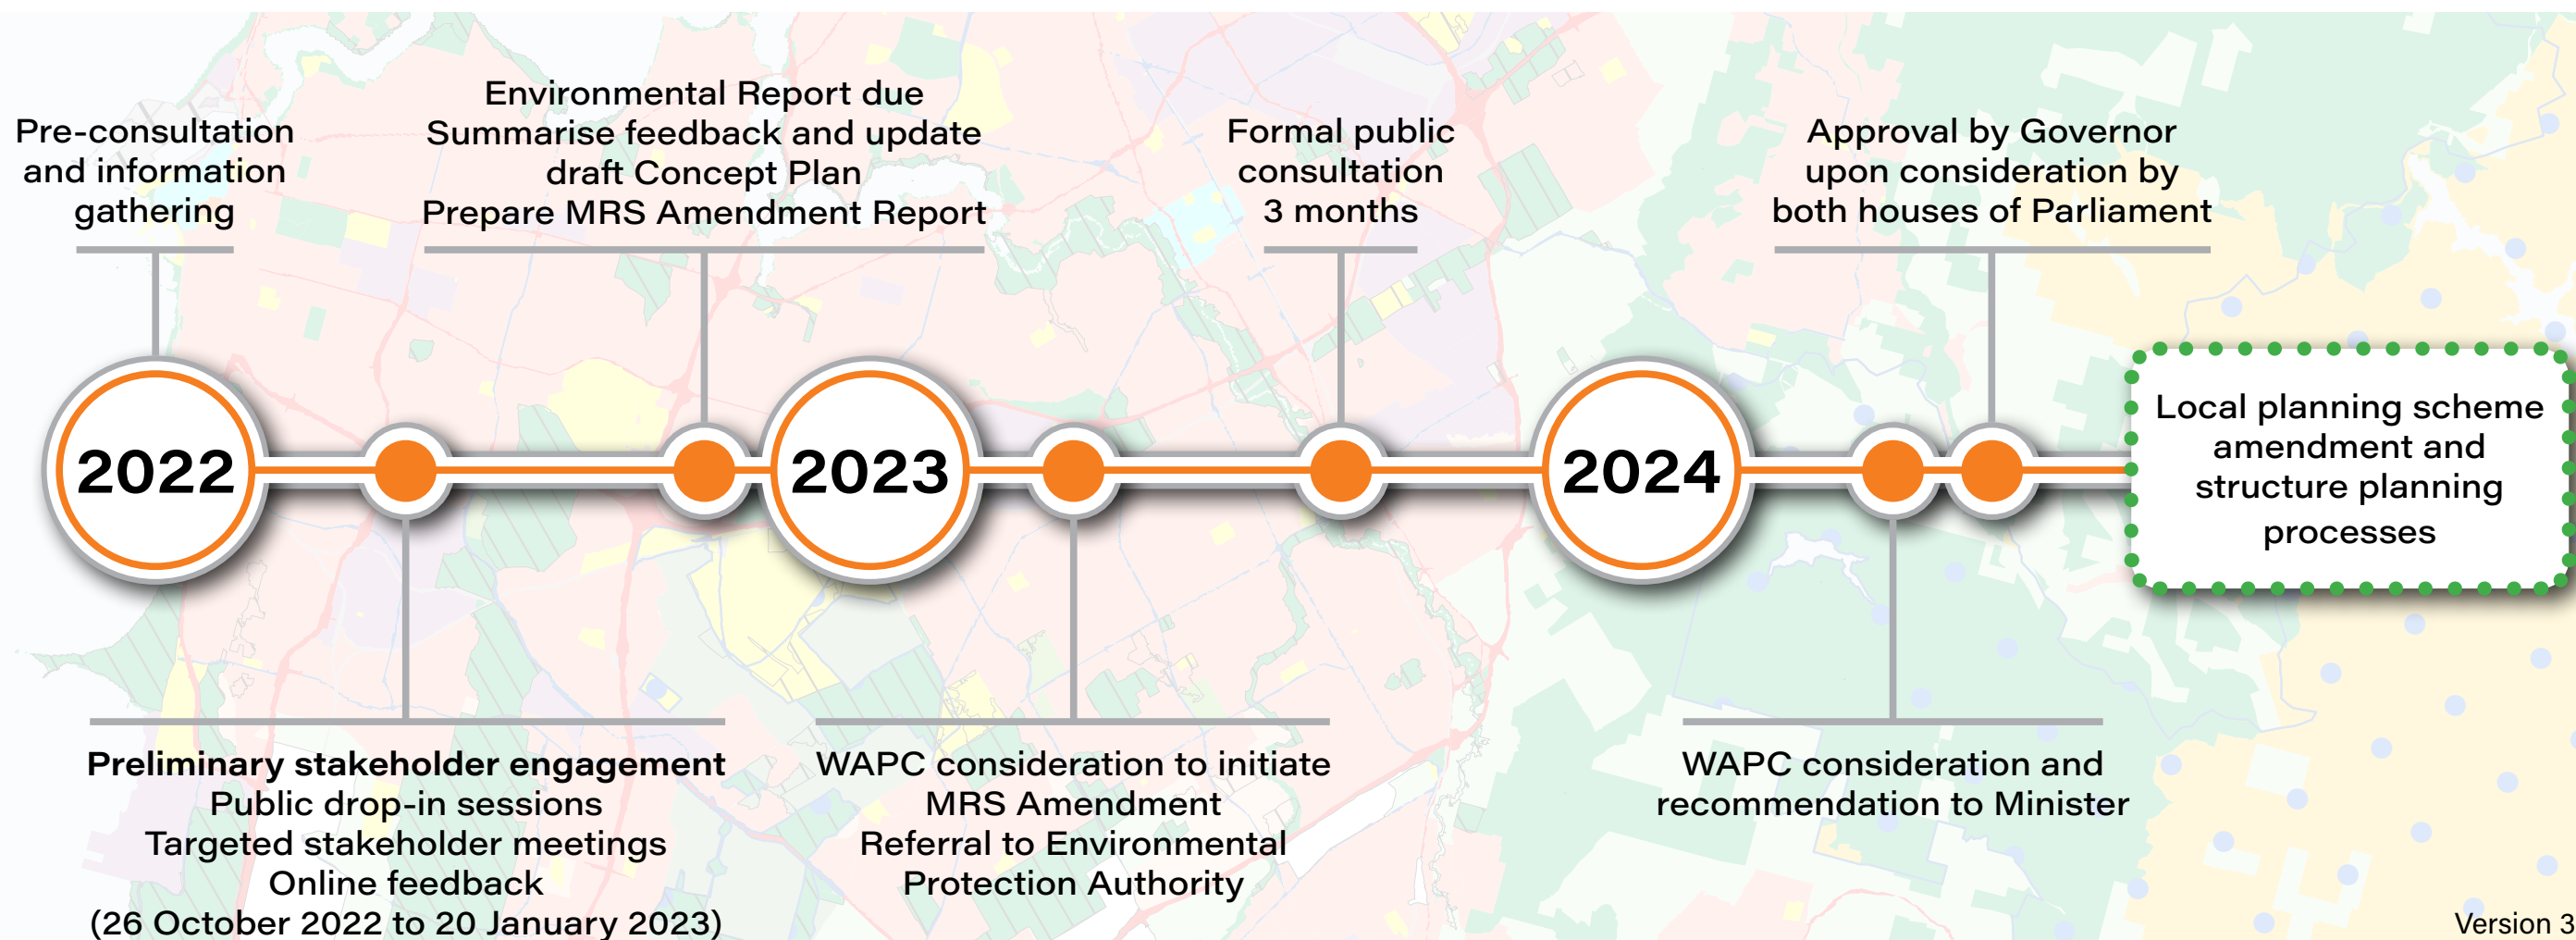 Pre-consultation
and information
gathering
Environmental Report due
Summarise feedback and update
draft Concept Plan
Prepare MRS Amendment Report
Formal public
consultation
3 months
Approval by Governor
upon consideration by
both houses of Parliament
2022
2023
2024
Local planning scheme
amendment and
structure planning
processes
Preliminary stakeholder engagement
Public drop-in sessions
Targeted stakeholder meetings
Online feedback
(26 October 2022 to 20 January 2023)
WAPC consideration to initiate
MRS Amendment
Referral to Environmental
Protection Authority
WAPC consideration and
recommendation to Minister
Version 3